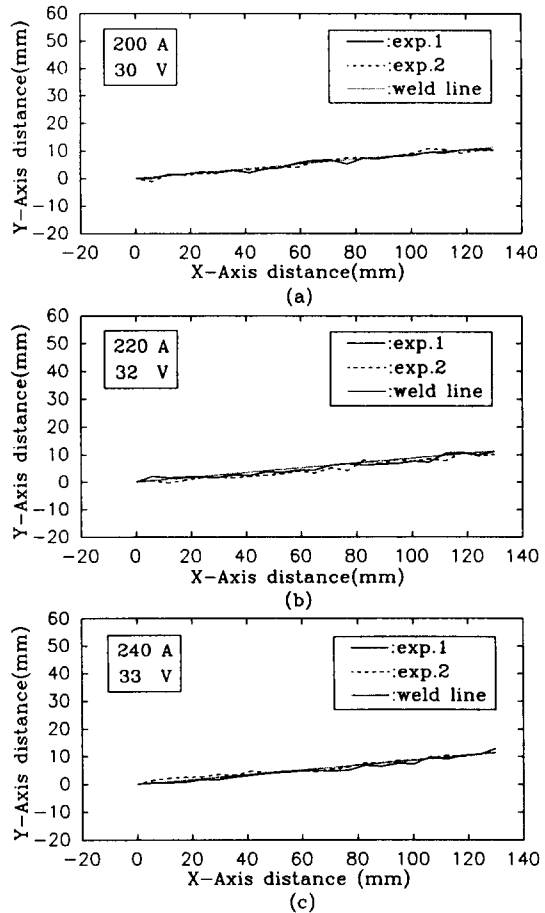 60
50
40
30
20
10
0
-10
-20
Y-Axis distance(mm)
200 A
30 V
:exp.1
:exp.2
:weld line
-20 0 20 40 60 80 100 120 140
X-Axis distance(mm)
(a)
60
50
40
30
20
10
0
-10
-20
Y-Axis distance(mm)
220 A
32 V
:exp.1
:exp.2
:weld line
-20 0 20 40 60 80 100 120 140
X-Axis distance(mm)
(b)
60
50
40
30
20
10
0
-10
-20
Y-Axis distance(mm)
240 A
33 V
:exp.1
:exp.2
:weld line
-20 0 20 40 60 80 100 120 140
X-Axis distance (mm)
(c)